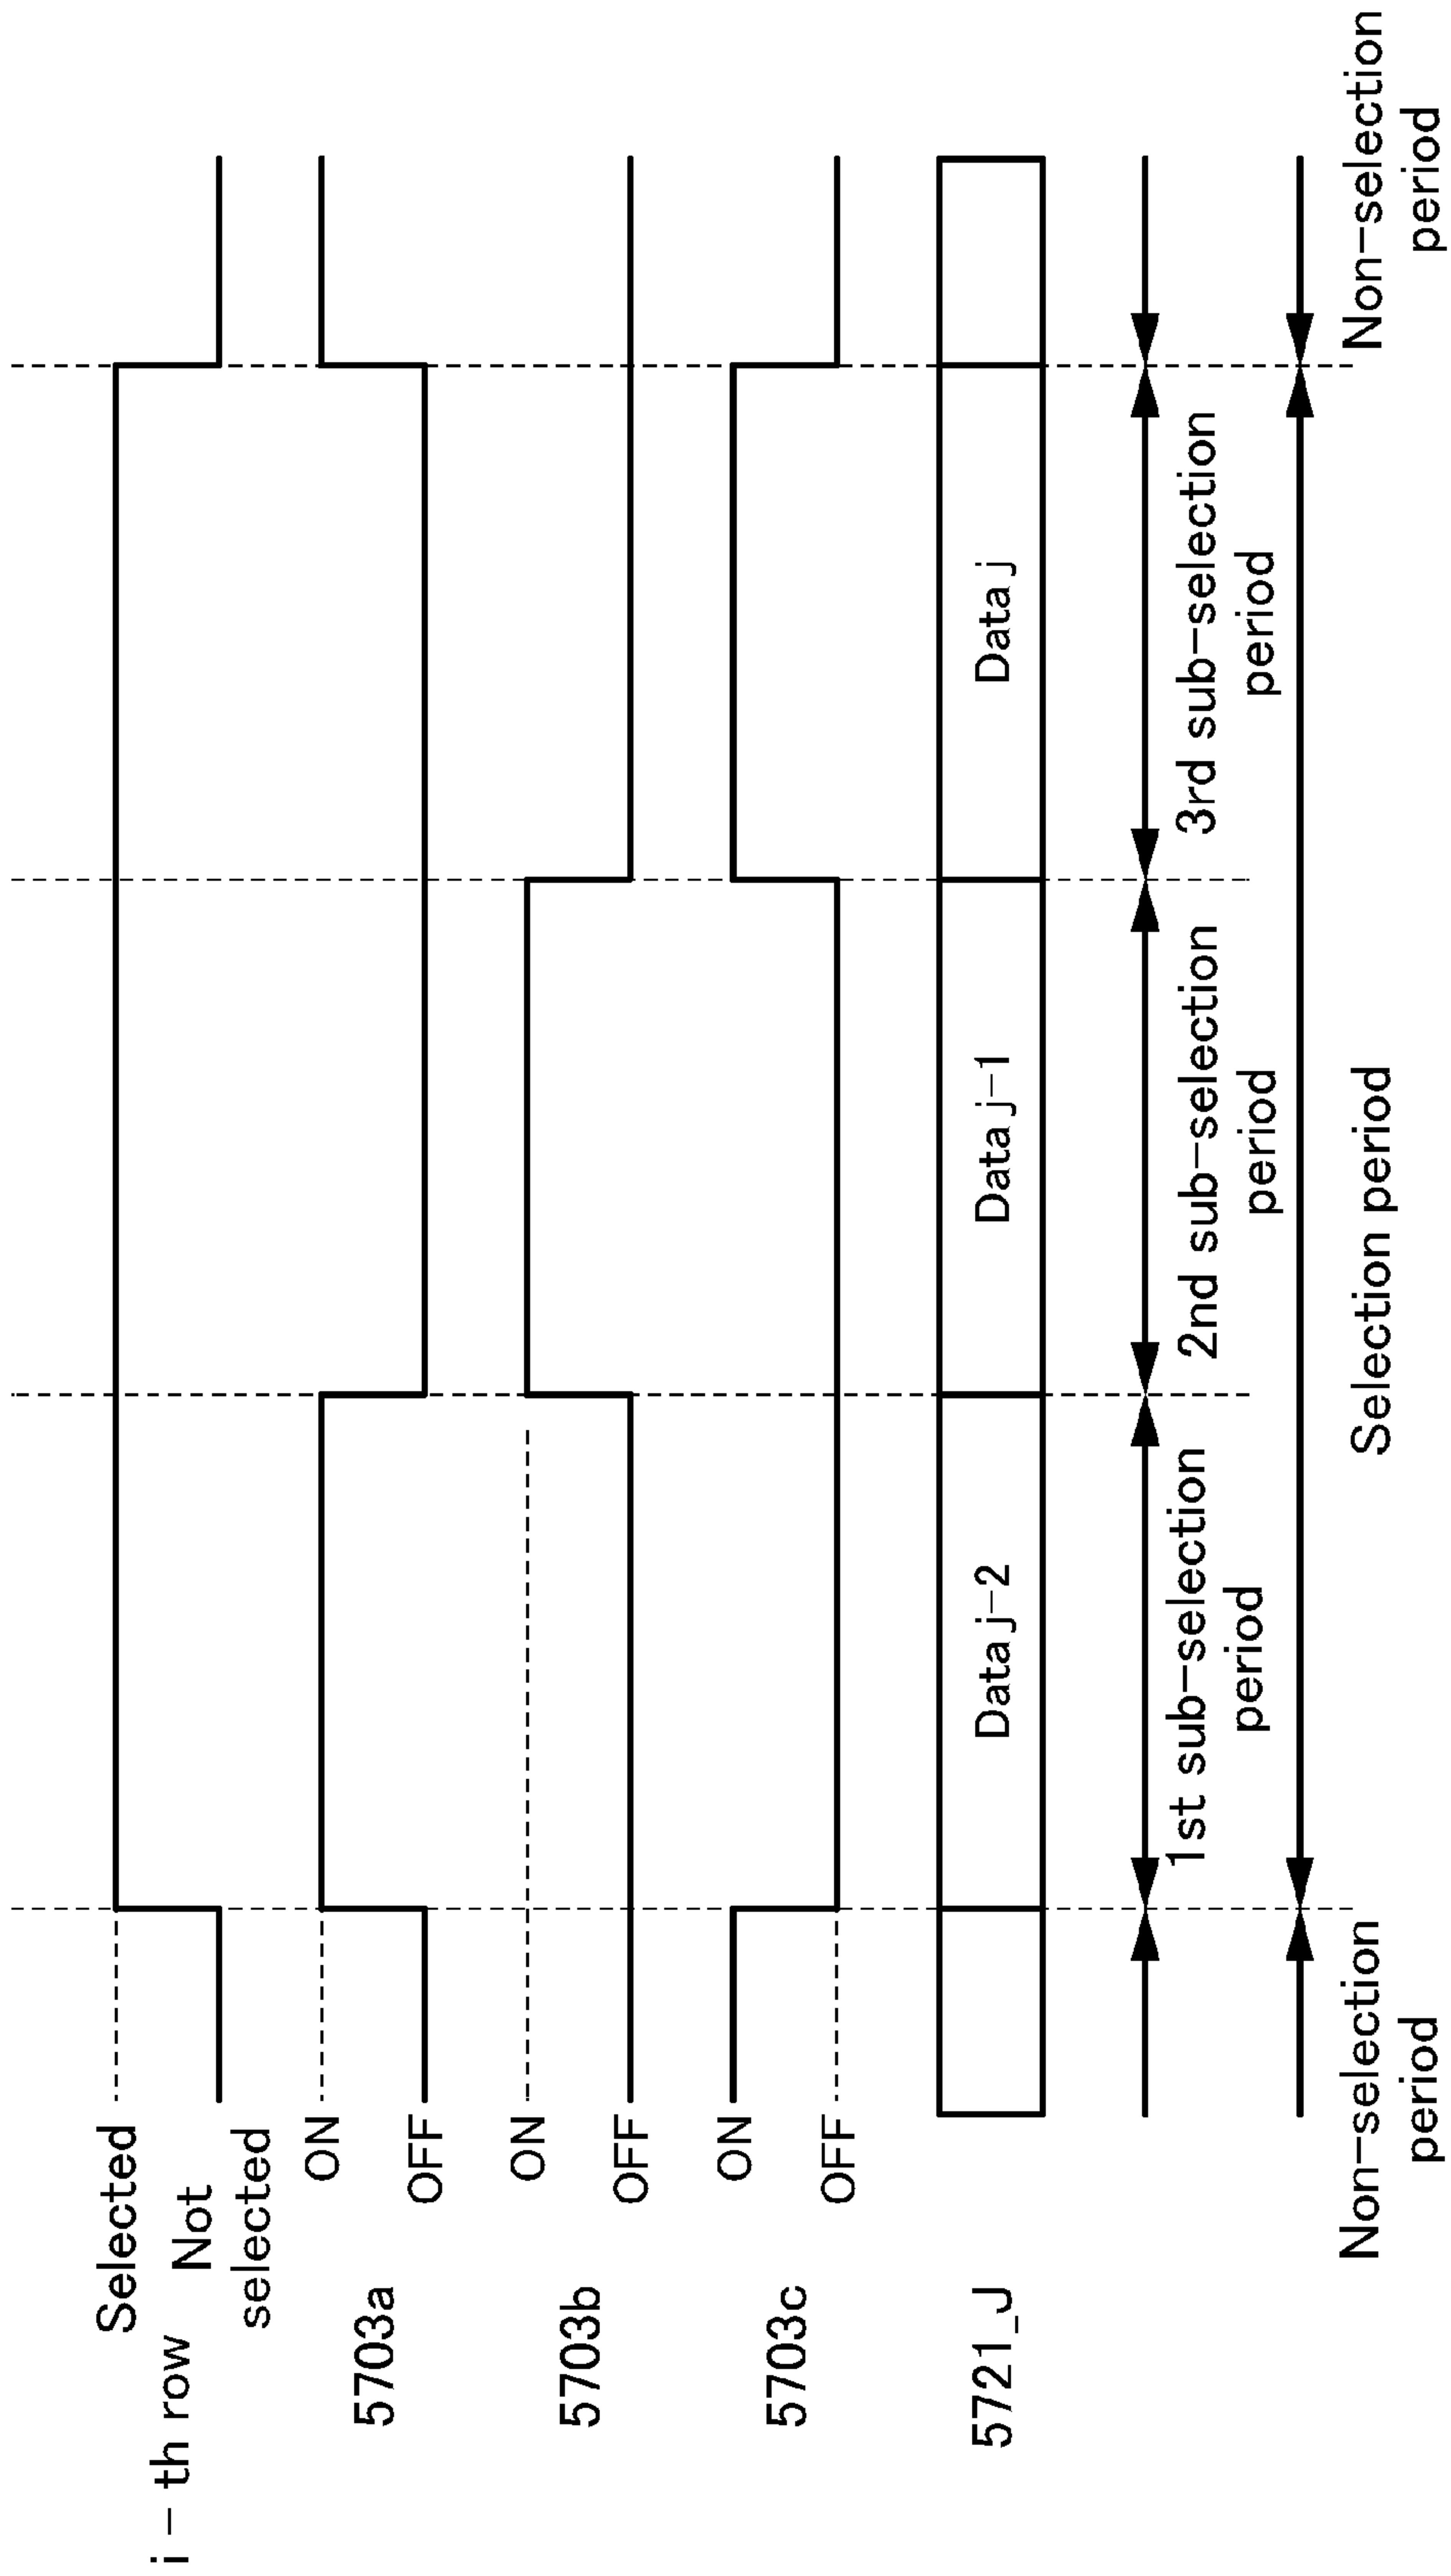 Selected
i - th row
Not
selected
ON
5703a
OFF
ON
5703b
OFF
ON
5703c
OFF
5721_J
Data j-2
Data j-1
Data j
1st sub-selection
period
2nd sub-selection
period
3rd sub-selection
period
Non-selection
period
Selection period
Non-selection
period